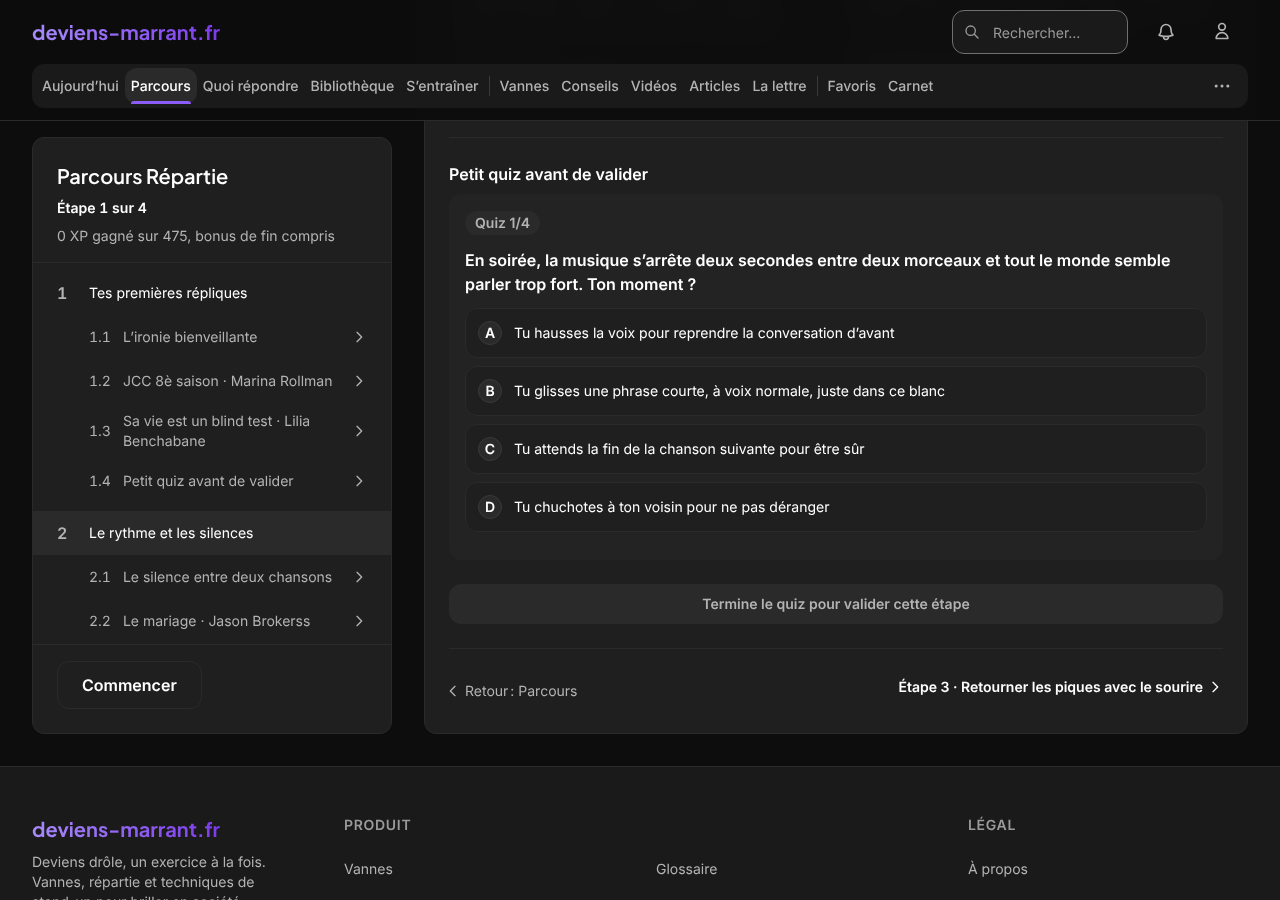 deviens-marrant.fr
Rechercher...
Aujourd’hui Parcours Quoi répondre Bibliothèque S’entraîner Vannes Conseils Vidéos Articles La lettre Favoris Carnet
Parcours Répartie
Étape 1 sur 4
0 XP gagné sur 475, bonus de fin compris
1 Tes premières répliques
1.1 L’ironie bienveillante
1.2 JCC 8è saison · Marina Rollman
1.3 Sa vie est un blind test · Lilia
Benchabane
1.4 Petit quiz avant de valider
2 Le rythme et les silences
2.1 Le silence entre deux chansons
2.2 Le mariage · Jason Brokerss
Commencer
Petit quiz avant de valider
Quiz 1/4
En soirée, la musique s’arrête deux secondes entre deux morceaux et tout le monde semble
parler trop fort. Ton moment ?
A Tu hausses la voix pour reprendre la conversation d’avant
B Tu glisses une phrase courte, à voix normale, juste dans ce blanc
C Tu attends la fin de la chanson suivante pour être sûr
D Tu chuchotes à ton voisin pour ne pas déranger
Termine le quiz pour valider cette étape
Retour : Parcours
Étape 3 · Retourner les piques avec le sourire
deviens-marrant.fr
Deviens drôle, un exercice à la fois.
Vannes, répartie et techniques de
stand-up pour briller en société.
PRODUIT
Vannes
Glossaire
LÉGAL
À propos